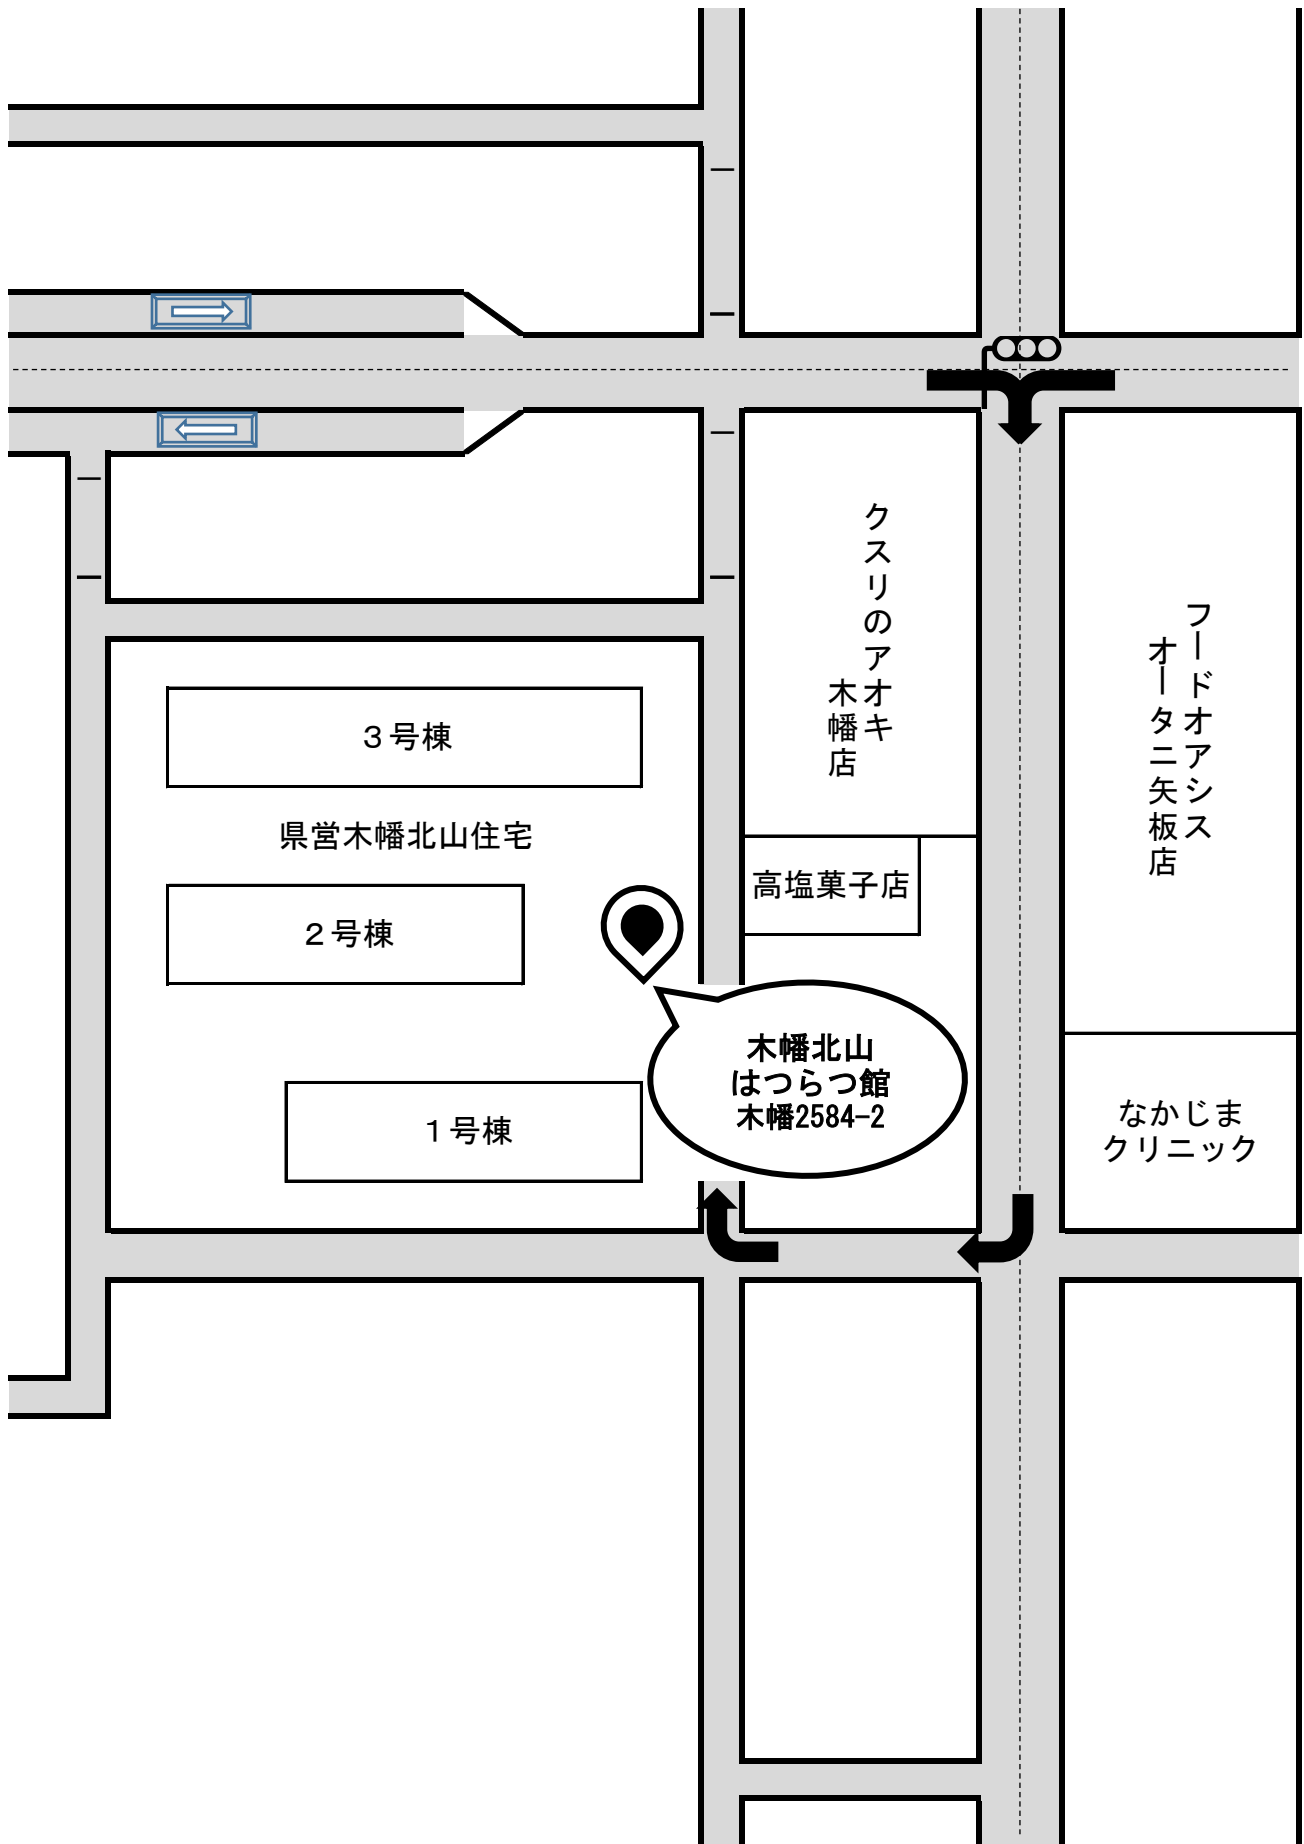 クスリのアオキ
木幡店
フードオアシス
オータニ矢板店
３号棟
県営木幡北山住宅
高塩菓子店
２号棟
木幡北山
はつらつ館
木幡2584-2
１号棟
なかじま
クリニック